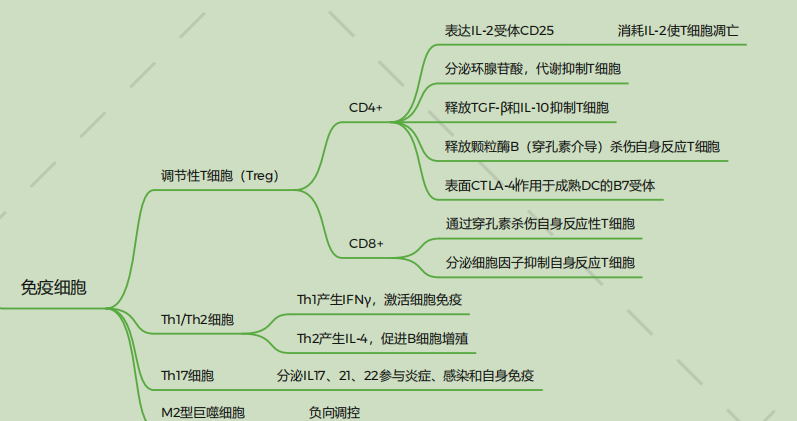 表达IL-2受体CD25 消耗IL-2使T细胞凋亡
分泌环腺苷酸，代谢抑制T细胞
CD4+
释放TGF-β和IL-10抑制T细胞
释放颗粒酶B（穿孔素介导）杀伤自身反应T细胞
调节性T细胞（Treg）
表面CTLA-4作用于成熟DC的B7受体
通过穿孔素杀伤自身反应性T细胞
CD8+
分泌细胞因子抑制自身反应T细胞
免疫细胞
Th1产生IFNγ，激活细胞免疫
Th1/Th2细胞
Th2产生IL-4，促进B细胞增殖
Th17细胞 分泌IL17、21、22参与炎症、感染和自身免疫
M2型巨噬细胞 负向调控